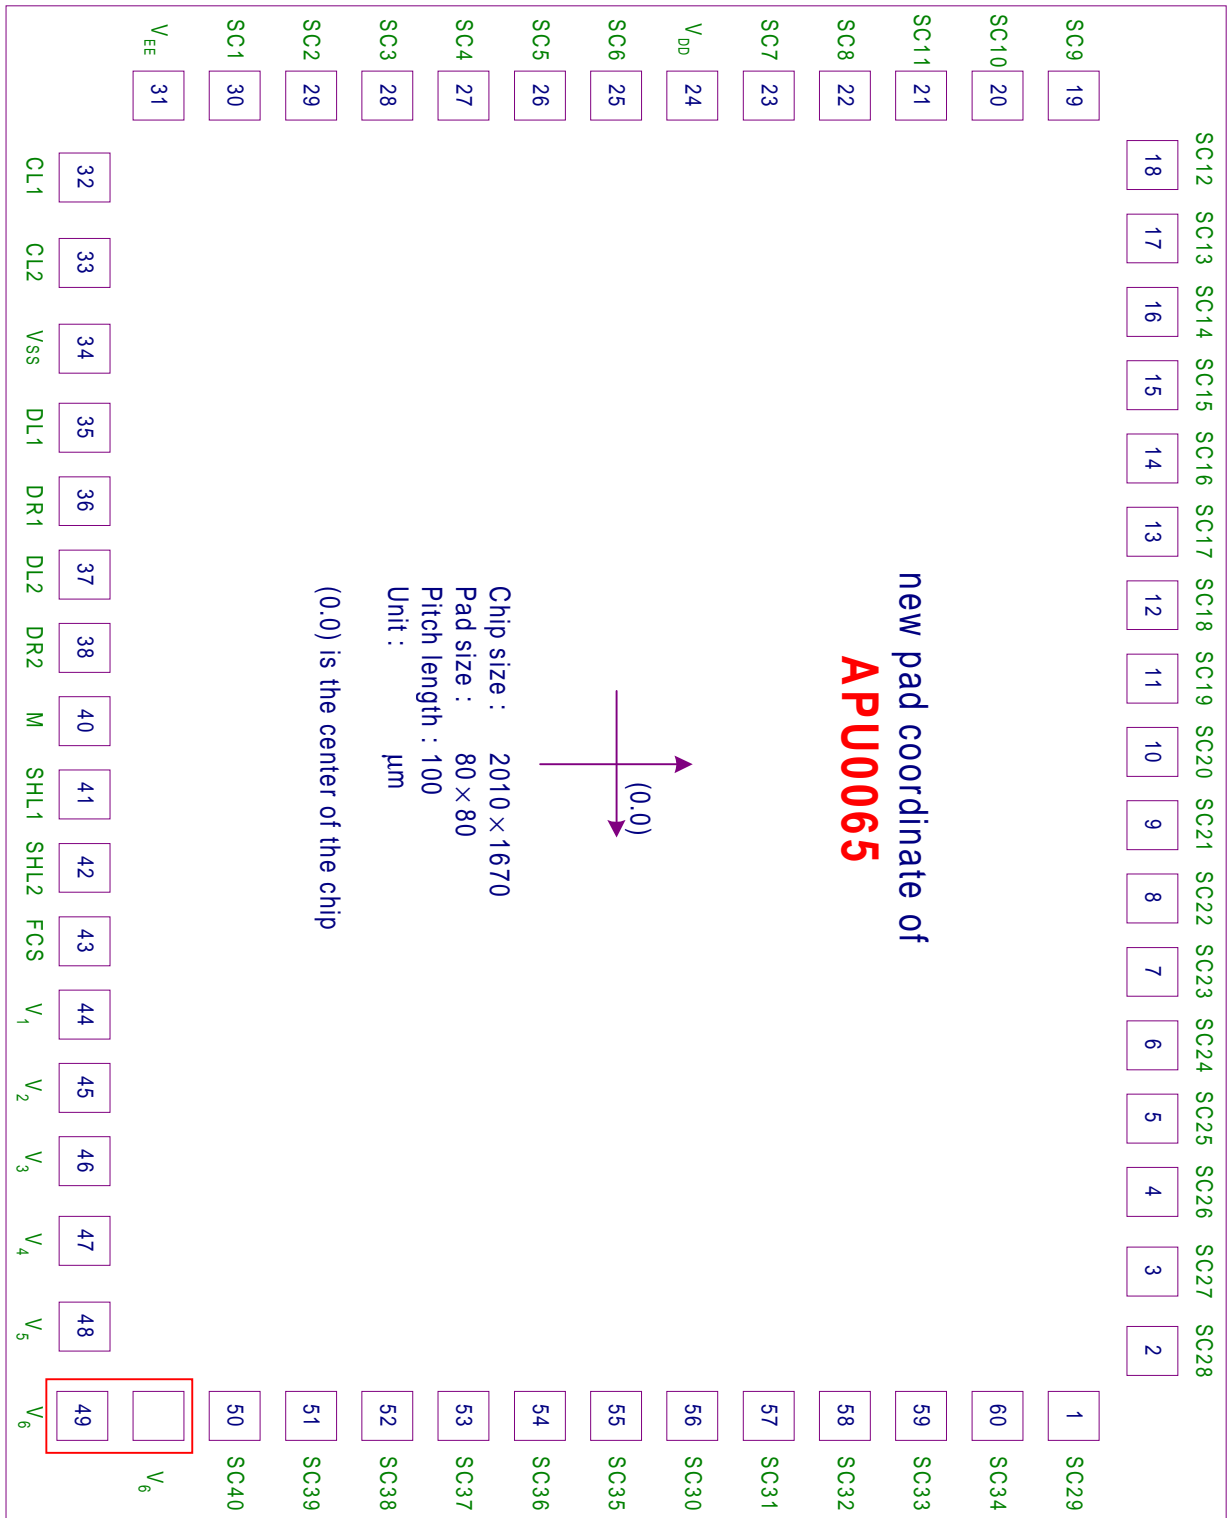 new pad coordinate of
APU0065
(0.0)
Chip size : 2010×1670
Pad size : 80×80
Pitch length : 100
Unit : μm
(0.0) is the center of the chip
SC12 SC13 SC14 SC15 SC16 SC17 SC18 SC19 SC20 SC21 SC22 SC23 SC24 SC25 SC26 SC27 SC28
18 17 16 15 14 13 12 11 10 9 8 7 6 5 4 3 2
SC9 19
SC10 20
SC11 21
SC8 22
SC7 23
VDD 24
SC6 25
SC5 26
SC4 27
SC3 28
SC2 29
SC1 30
VEE 31
1 SC29
60 SC34
59 SC33
58 SC32
57 SC31
56 SC30
55 SC35
54 SC36
53 SC37
52 SC38
51 SC39
50 SC40
V6
32 33 34 35 36 37 38 40 41 42 43 44 45 46 47 48 49
CL1 CL2 Vss DL1 DR1 DL2 DR2 M SHL1 SHL2 FCS V1 V2 V3 V4 V5 V6